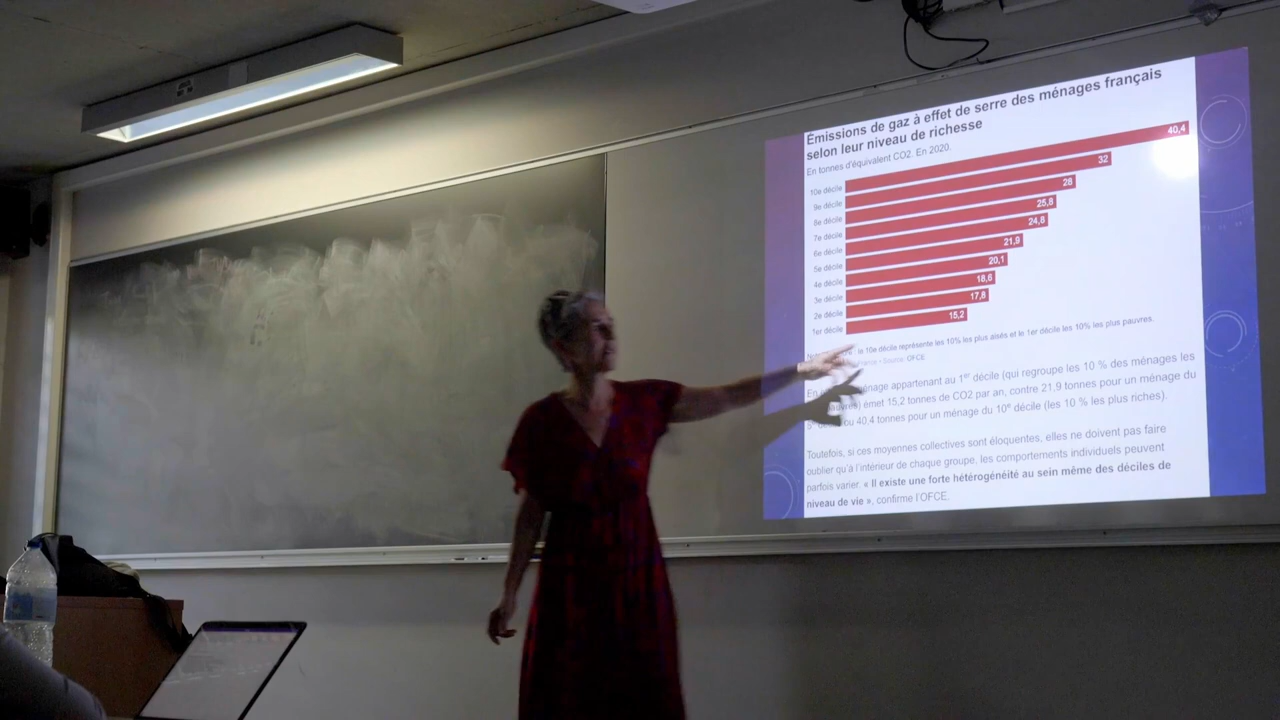 Émissions de gaz à effet de serre des ménages français
selon leur niveau de richesse
En tonnes d'équivalent CO2. En 2020.
10e décile 40,4
9e décile 32
8e décile 28
7e décile 25,8
6e décile 24,8
5e décile 21,9
4e décile 20,1
3e décile 18,6
2e décile 17,8
1er décile 15,2
: le 10e décile représente les 10% les plus aisés et le 1er décile les 10% les plus pauvres.
• Source: OFCE
En appartenant au 1er décile (qui regroupe les 10 % des ménages les
émet 15,2 tonnes de CO2 par an, contre 21,9 tonnes pour un ménage du
ou 40,4 tonnes pour un ménage du 10e décile (les 10 % les plus riches).
Toutefois, si ces moyennes collectives sont éloquentes, elles ne doivent pas faire
oublier qu'à l'intérieur de chaque groupe, les comportements individuels peuvent
parfois varier. « Il existe une forte hétérogénéité au sein même des déciles de
niveau de vie », confirme l'OFCE.